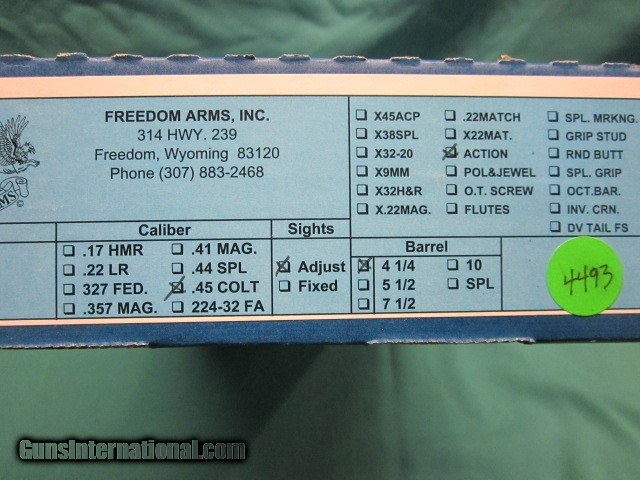 FREEDOM ARMS, INC.
314 HWY. 239
Freedom, Wyoming 83120
Phone (307) 883-2468
MS
X45ACP
X38SPL
X32-20
X9MM
X32H&R
X.22MAG.
.22MATCH
X22MAT.
ACTION
POL&JEWEL
O.T. SCREW
FLUTES
SPL. MRKNG.
GRIP STUD
RND BUTT
SPL. GRIP
OCT.BAR.
INV. CRN.
DV TAIL FS
Caliber
.17 HMR
.22 LR
327 FED.
.357 MAG.
.41 MAG.
.44 SPL
.45 COLT
224-32 FA
Sights
Adjust
Fixed
Barrel
4 1/4
5 1/2
7 1/2
10
SPL
4493
GunsInternational.com